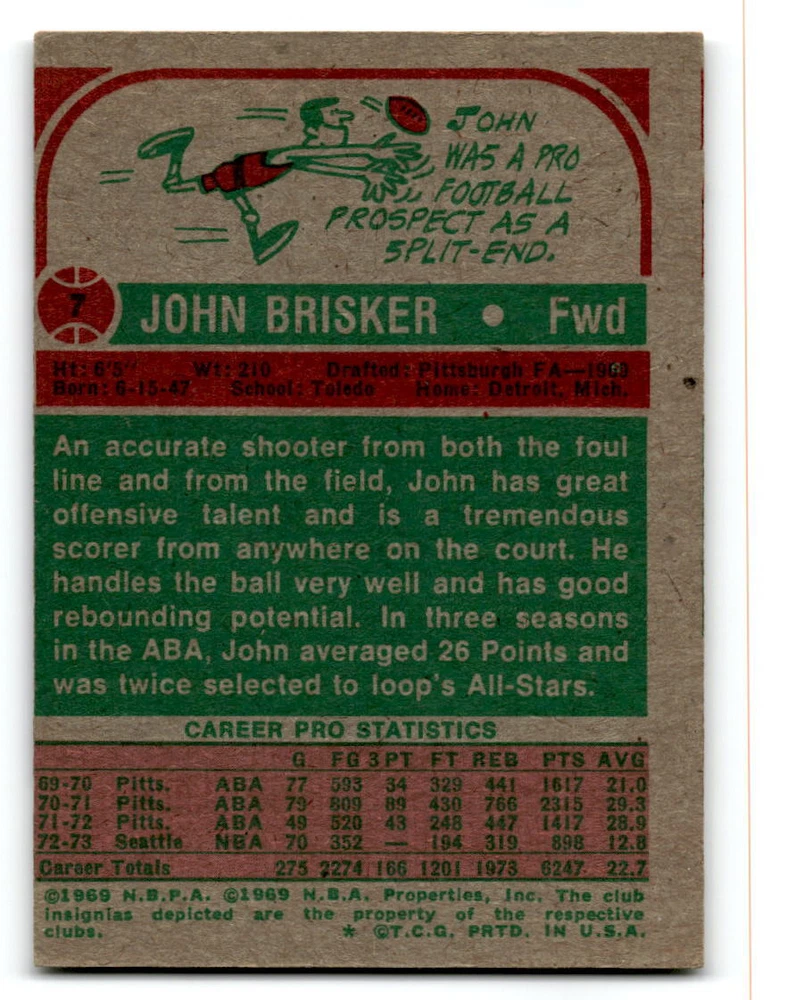 JOHN
WAS A PRO
FOOTBALL
PROSPECT AS A
SPLIT-END.
7 JOHN BRISKER • Fwd
Ht: 6'5" Wt: 210 Drafted: Pittsburgh FA—1969
Born: 6-15-47 School: Toledo Home: Detroit, Mich.
An accurate shooter from both the foul
line and from the field, John has great
offensive talent and is a tremendous
scorer from anywhere on the court. He
handles the ball very well and has good
rebounding potential. In three seasons
in the ABA, John averaged 26 Points and
was twice selected to loop's All-Stars.
CAREER PRO STATISTICS
G FG 3PT FT REB PTS AVG
69-70 Pitts. ABA 77 593 34 329 441 1617 21.0
70-71 Pitts. ABA 79 809 89 430 766 2315 29.3
71-72 Pitts. ABA 49 520 43 248 447 1417 28.9
72-73 Seattle NBA 70 352 — 194 319 898 12.8
Career Totals 275 2274 166 1201 1973 6247 22.7
©1969 N.B.P.A. ©1969 N.B.A. Properties, Inc. The club
insignias depicted are the property of the respective
clubs. * ©T.C.G. PRTD. IN U.S.A.